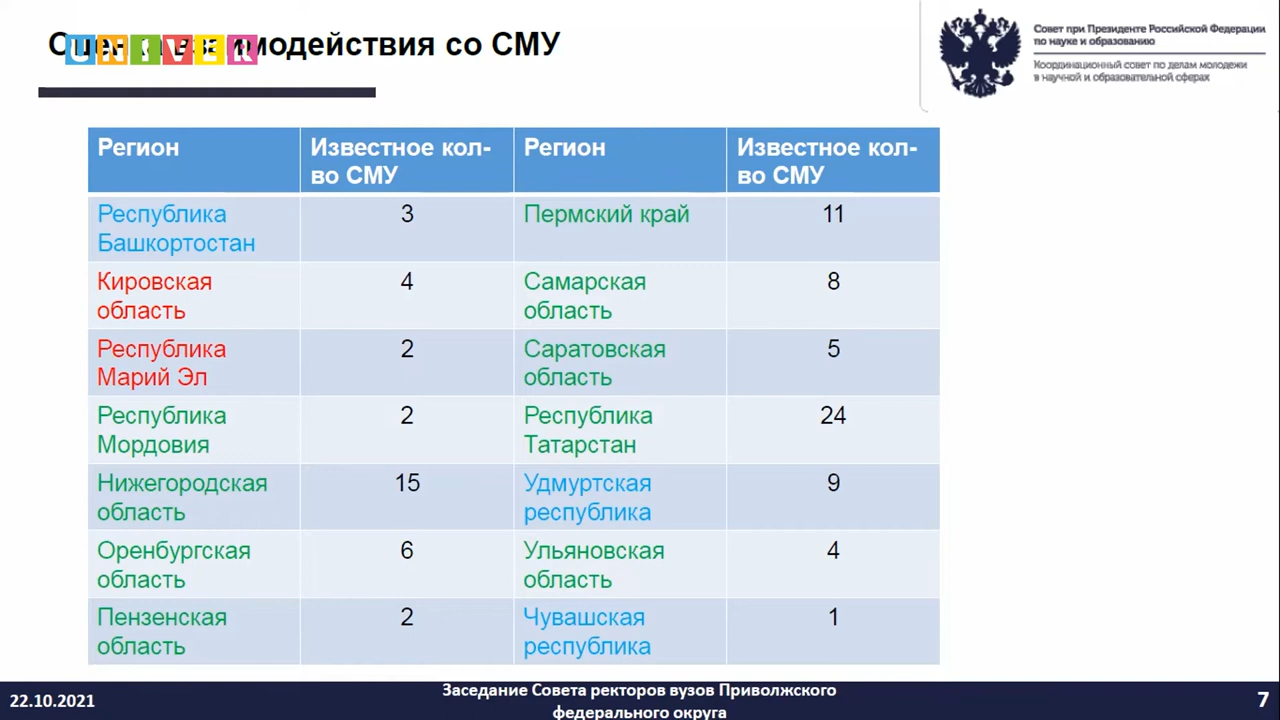 UNIVER
взаимодействия со СМУ
Совет при Президенте Российской Федерации
по науке и образованию
Координационный совет по делам молодежи
в научной и образовательной сферах
Регион
Известное кол-
во СМУ
Регион
Известное кол-
во СМУ
Республика
Башкортостан
3
Пермский край
11
Кировская
область
4
Самарская
область
8
Республика
Марий Эл
2
Саратовская
область
5
Республика
Мордовия
2
Республика
Татарстан
24
Нижегородская
область
15
Удмуртская
республика
9
Оренбургская
область
6
Ульяновская
область
4
Пензенская
область
2
Чувашская
республика
1
22.10.2021
Заседание Совета ректоров вузов Приволжского
федерального округа
7